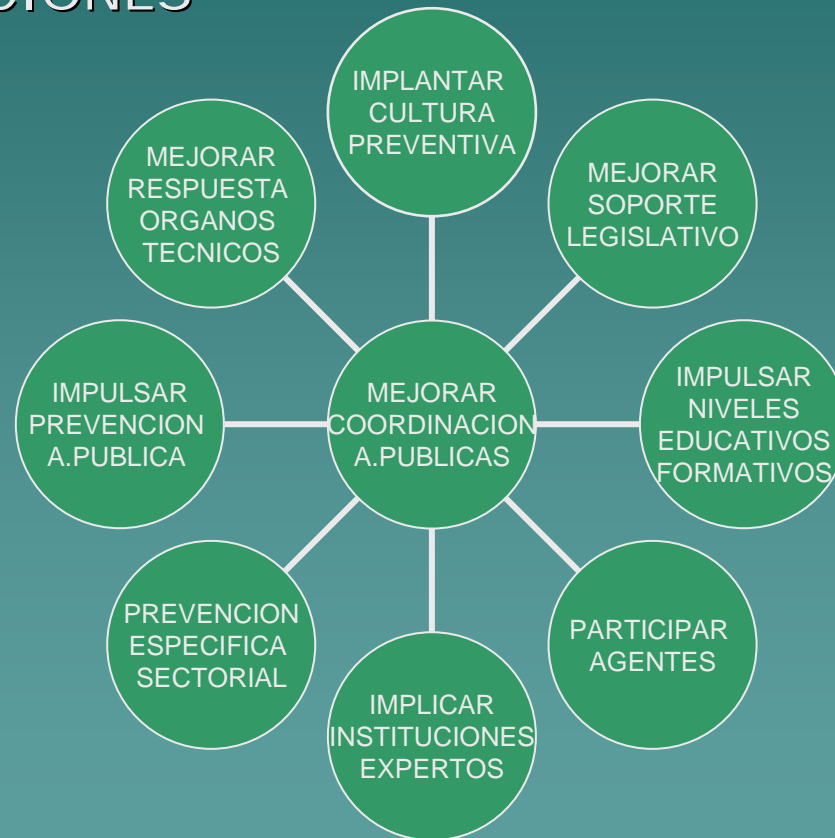 CIONES
IMPLANTAR
CULTURA
PREVENTIVA
MEJORAR
SOPORTE
LEGISLATIVO
IMPULSAR
NIVELES
EDUCATIVOS
FORMATIVOS
PARTICIPAR
AGENTES
IMPLICAR
INSTITUCIONES
EXPERTOS
PREVENCION
ESPECIFICA
SECTORIAL
IMPULSAR
PREVENCION
A.PUBLICA
MEJORAR
RESPUESTA
ORGANOS
TECNICOS
MEJORAR
COORDINACION
A.PUBLICAS